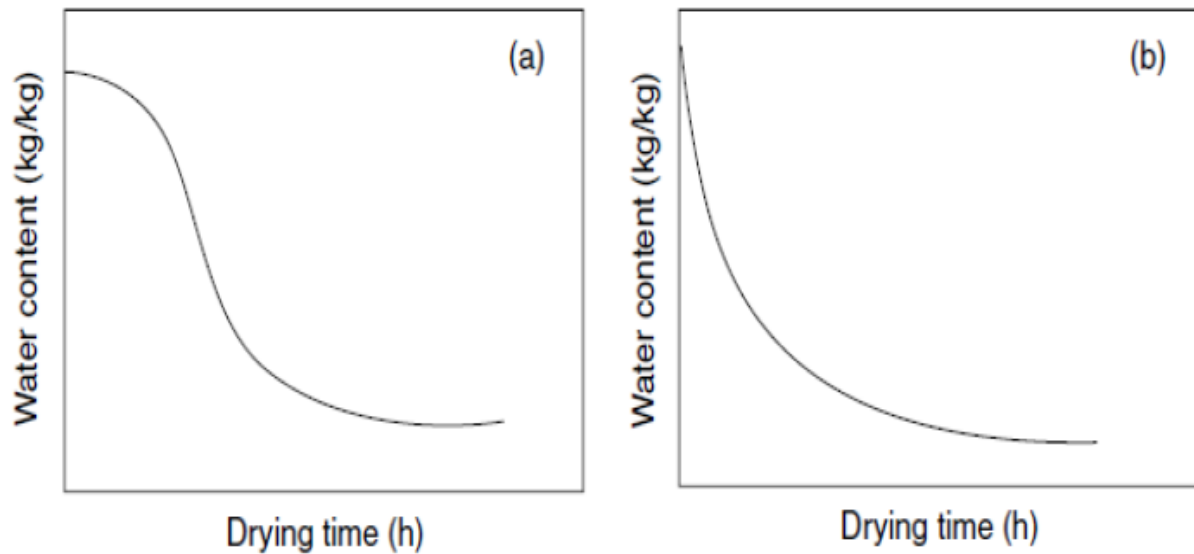 (a)
Water content (kg/kg)
Drying time (h)
(b)
Water content (kg/kg)
Drying time (h)